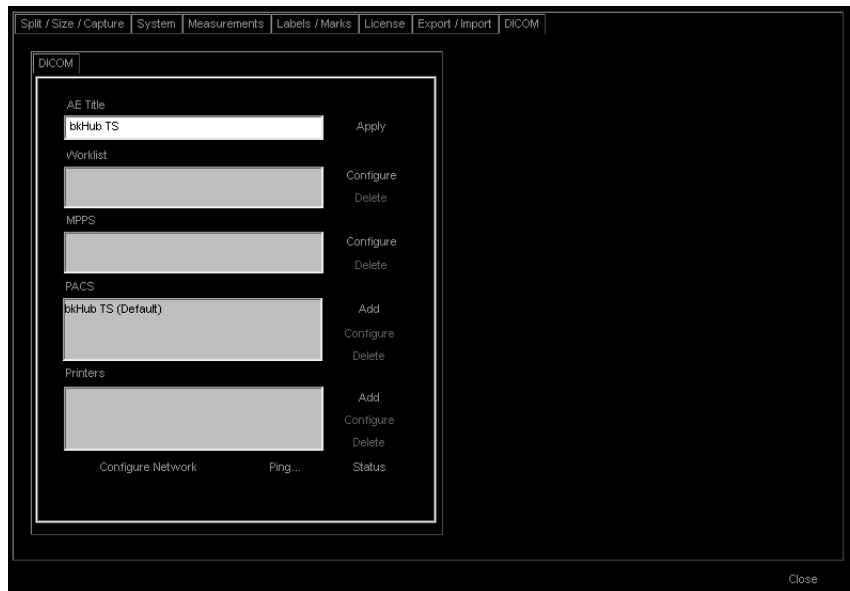 Split / Size / Capture System Measurements Labels / Marks License Export / Import DICOM
DICOM
AE Title
bkHub TS Apply
Worklist
Configure
Delete
MPPS
Configure
Delete
PACS
bkHub TS (Default) Add
Configure
Delete
Printers
Add
Configure
Delete
Configure Network Ping... Status
Close